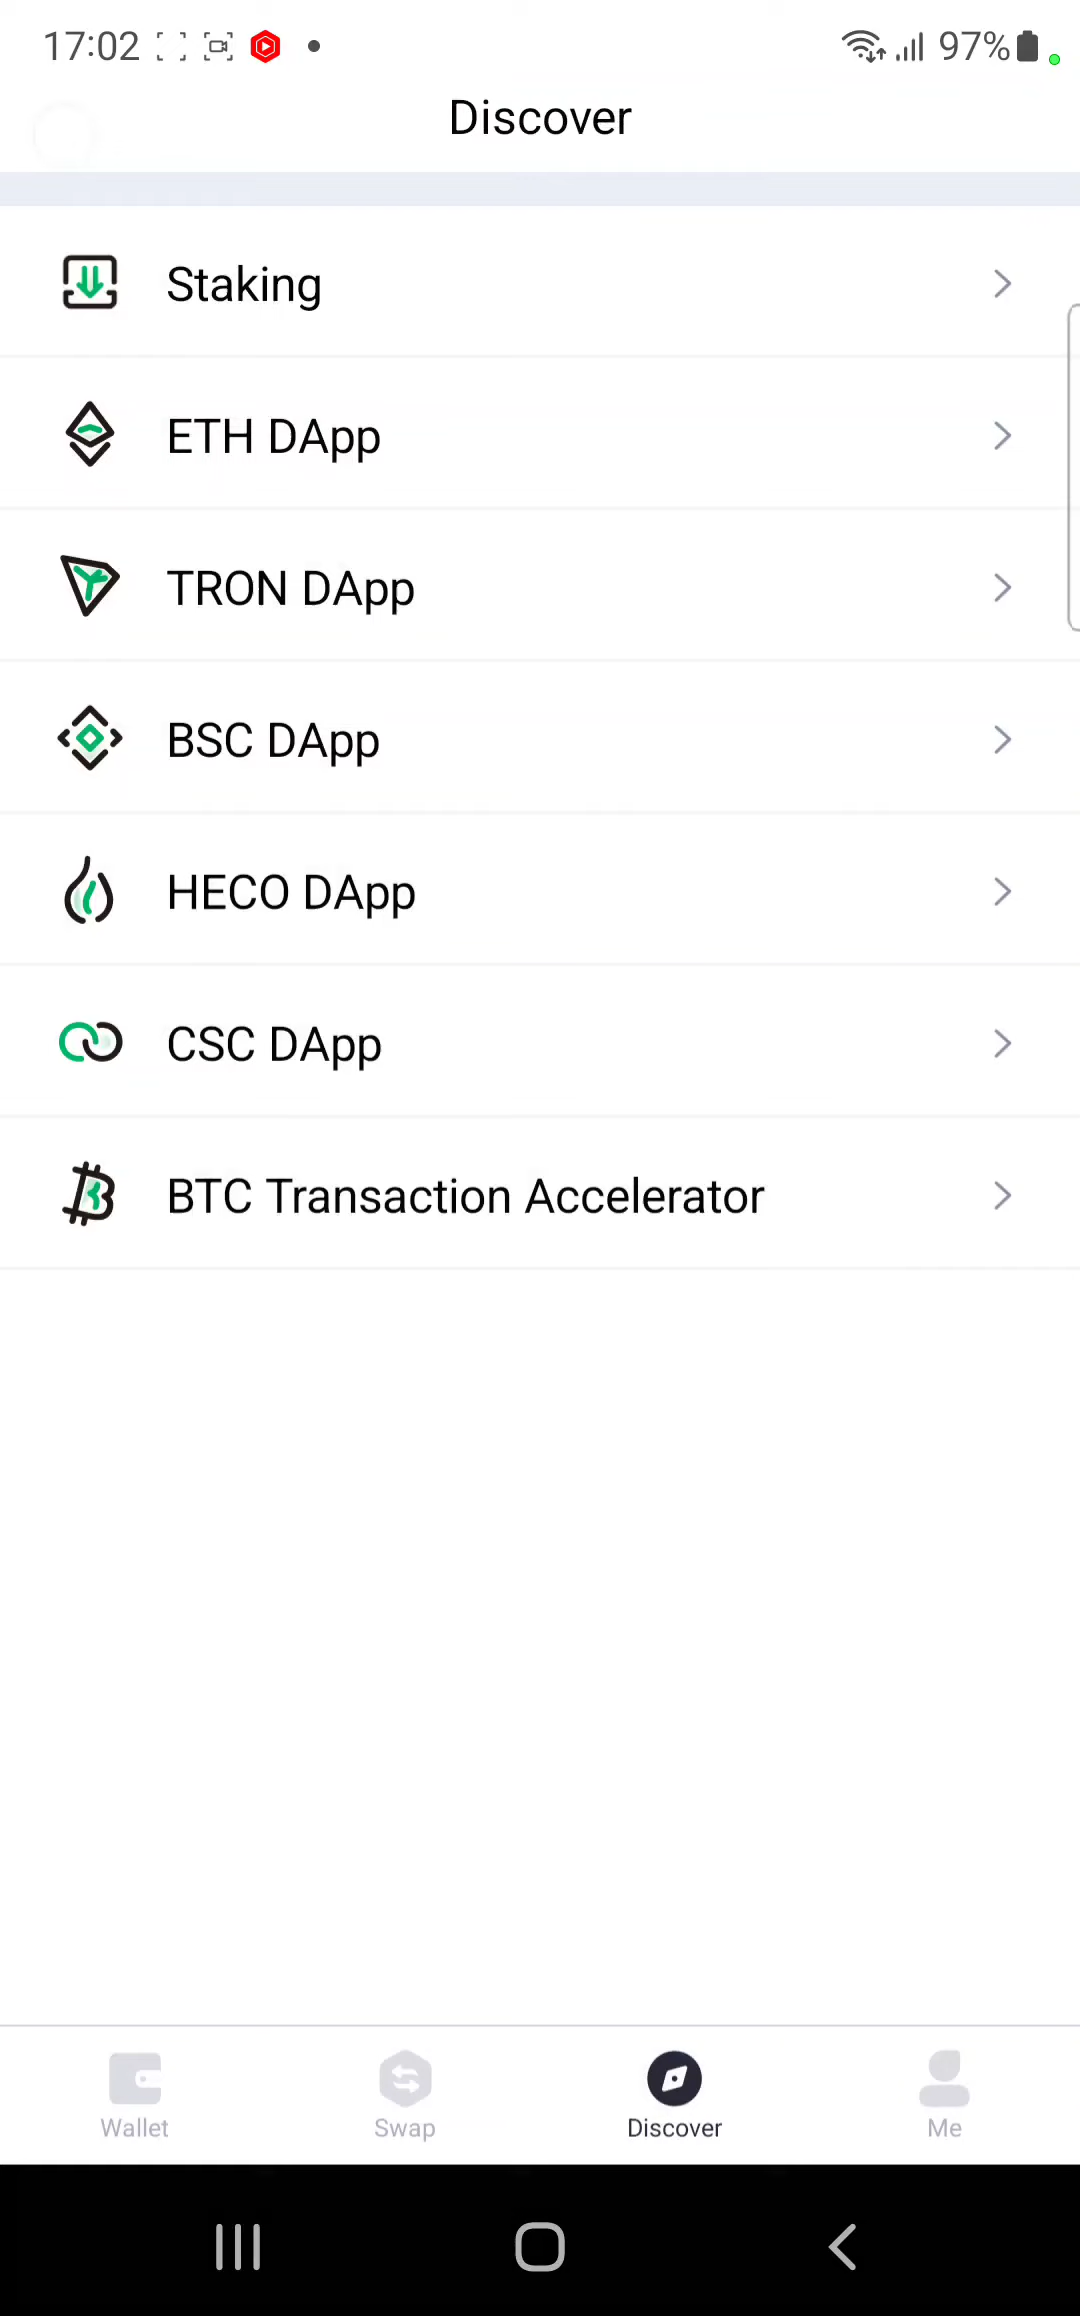 17:02
97%
Discover
Staking
ETH DApp
TRON DApp
BSC DApp
HECO DApp
CSC DApp
BTC Transaction Accelerator
Wallet
Swap
Discover
Me